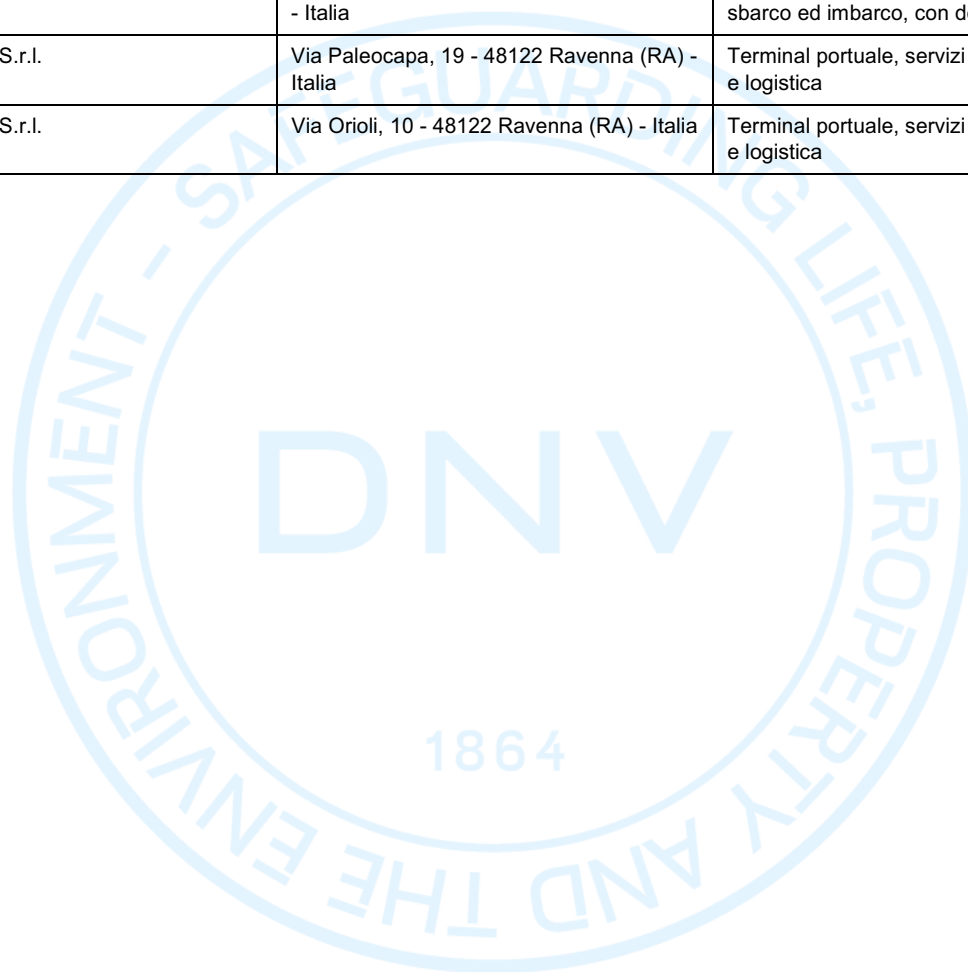 - Italia
sbarco ed imbarco, con
S.r.l.
Via Paleocapa, 19 - 48122 Ravenna (RA) -
Italia
Terminal portuale, servizi
e logistica
S.r.l.
Via Orioli, 10 - 48122 Ravenna (RA) - Italia
Terminal portuale, servizi
e logistica
SAFEGUARDING LIFE, PROPERTY AND THE ENVIRONMENT -
DNV
1864